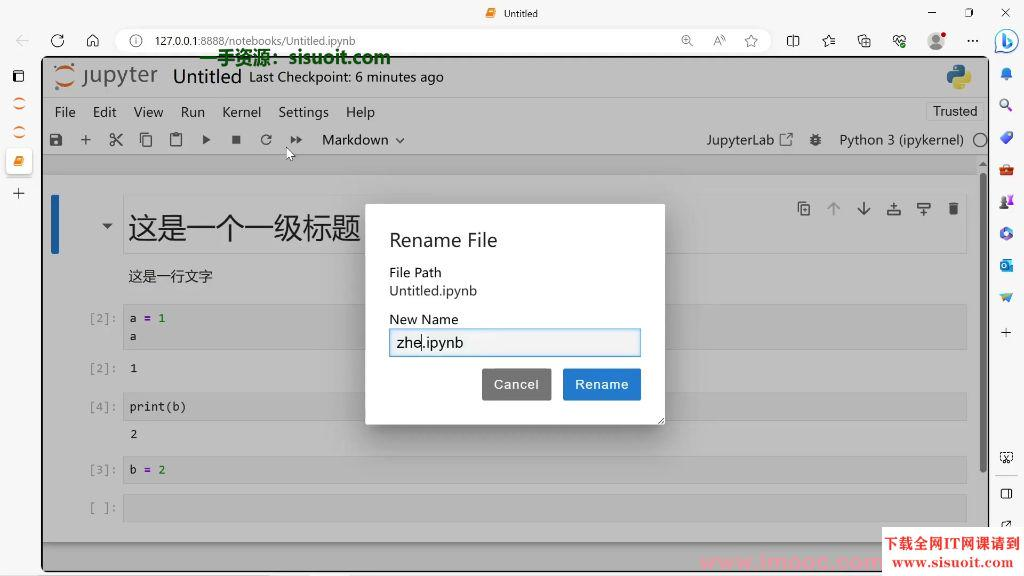 Untitled
127.0.0.1:8888/notebooks/Untitled.ipynb
一手资源：sisuoit.com
jupyter Untitled Last Checkpoint: 6 minutes ago
File Edit View Run Kernel Settings Help
Trusted
Markdown
JupyterLab Python 3 (ipykernel)
这是一个一级标题
这是一行文字
[2]: a = 1
a
[2]: 1
[4]: print(b)
2
[3]: b = 2
[ ]:
Rename File
File Path
Untitled.ipynb
New Name
zhe.ipynb
Cancel Rename
下载全网IT网课请到
www.sisuoit.com
www.imooc.com